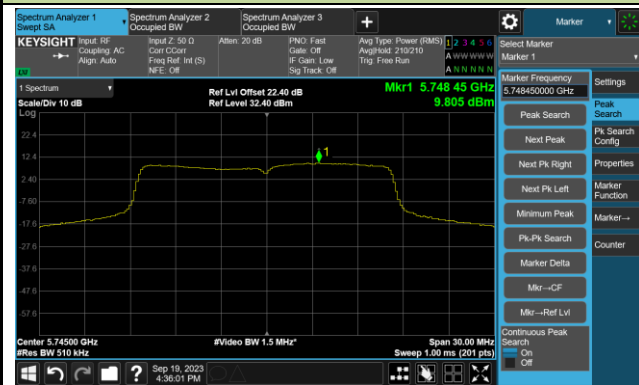 Spectrum Analyzer 1
Swept SA
Spectrum Analyzer 2
Occupied BW
Spectrum Analyzer 3
Occupied BW
Marker
KEYSIGHT
Input: RF
Coupling: AC
Align: Auto
Input Z: 50 Ω
Corr CCorr
Freq Ref: Int (S)
NFE: Off
Atten: 20 dB
PNO: Fast
Gate: Off
IF Gain: Low
Sig Track: Off
Avg Type: Power (RMS)
Avg|Hold: 210/210
Trig: Free Run
1 2 3 4 5 6
A W W W W W
A N N N N N
LXI
Select Marker
Marker 1
1 Spectrum
Scale/Div 10 dB
Log
Ref Lvl Offset 22.40 dB
Ref Level 32.40 dBm
Mkr1 5.748 45 GHz
9.805 dBm
22.4
12.4
2.40
-7.60
-17.6
-27.6
-37.6
-47.6
-57.6
1
Center 5.74500 GHz
#Res BW 510 kHz
#Video BW 1.5 MHz*
Span 30.00 MHz
Sweep 1.00 ms (201 pts)
Marker Frequency
5.748450000 GHz
Peak Search
Next Peak
Next Pk Right
Next Pk Left
Minimum Peak
Pk-Pk Search
Marker Delta
Mkr→CF
Mkr→Ref Lvl
Continuous Peak
Search
On
Off
Settings
Peak
Search
Pk Search
Config
Properties
Marker
Function
Marker→
Counter
Sep 19, 2023
4:36:01 PM